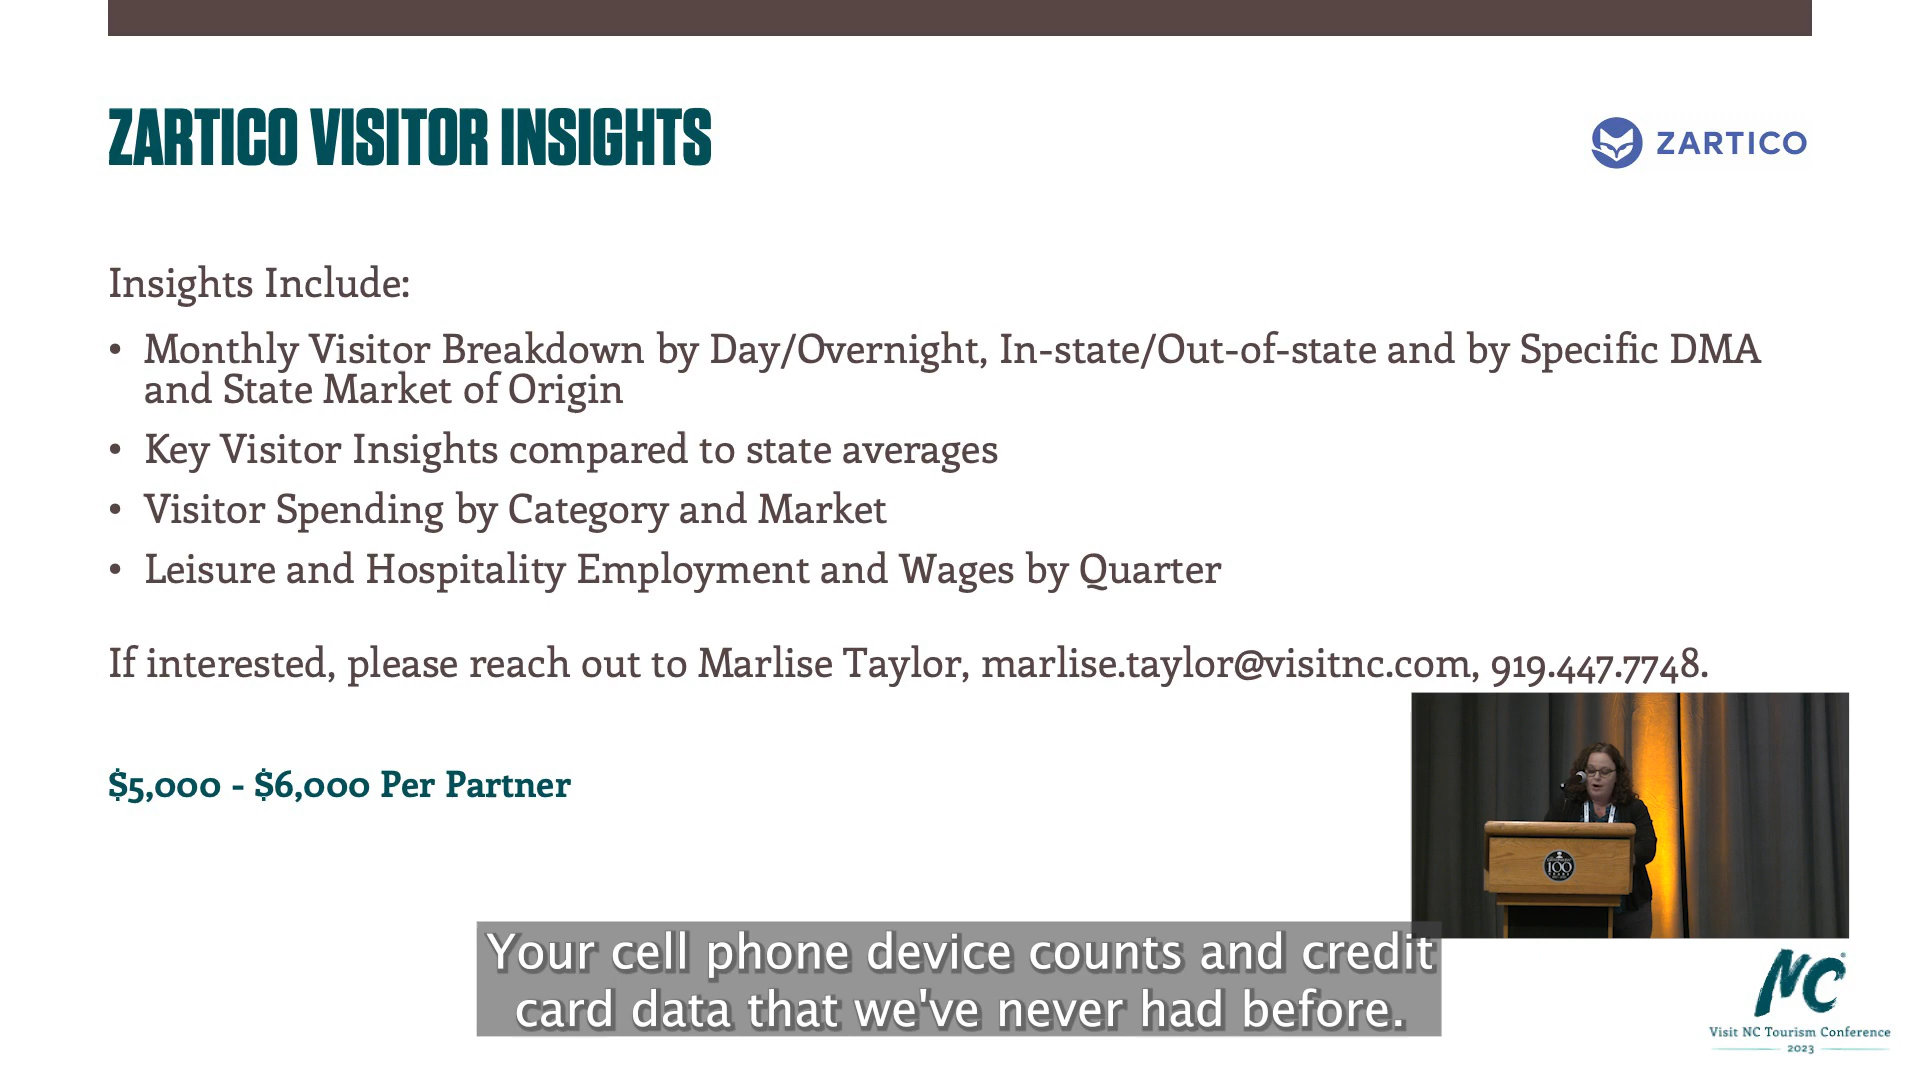 ZARTICO VISITOR INSIGHTS
ZARTICO
Insights Include:
• Monthly Visitor Breakdown by Day/Overnight, In-state/Out-of-state and by Specific DMA
and State Market of Origin
• Key Visitor Insights compared to state averages
• Visitor Spending by Category and Market
• Leisure and Hospitality Employment and Wages by Quarter
If interested, please reach out to Marlise Taylor, marlise.taylor@visitnc.com, 919.447.7748.
$5,000 - $6,000 Per Partner
100
Your cell phone device counts and credit
card data that we've never had before.
NC
Visit NC Tourism Conference
2023